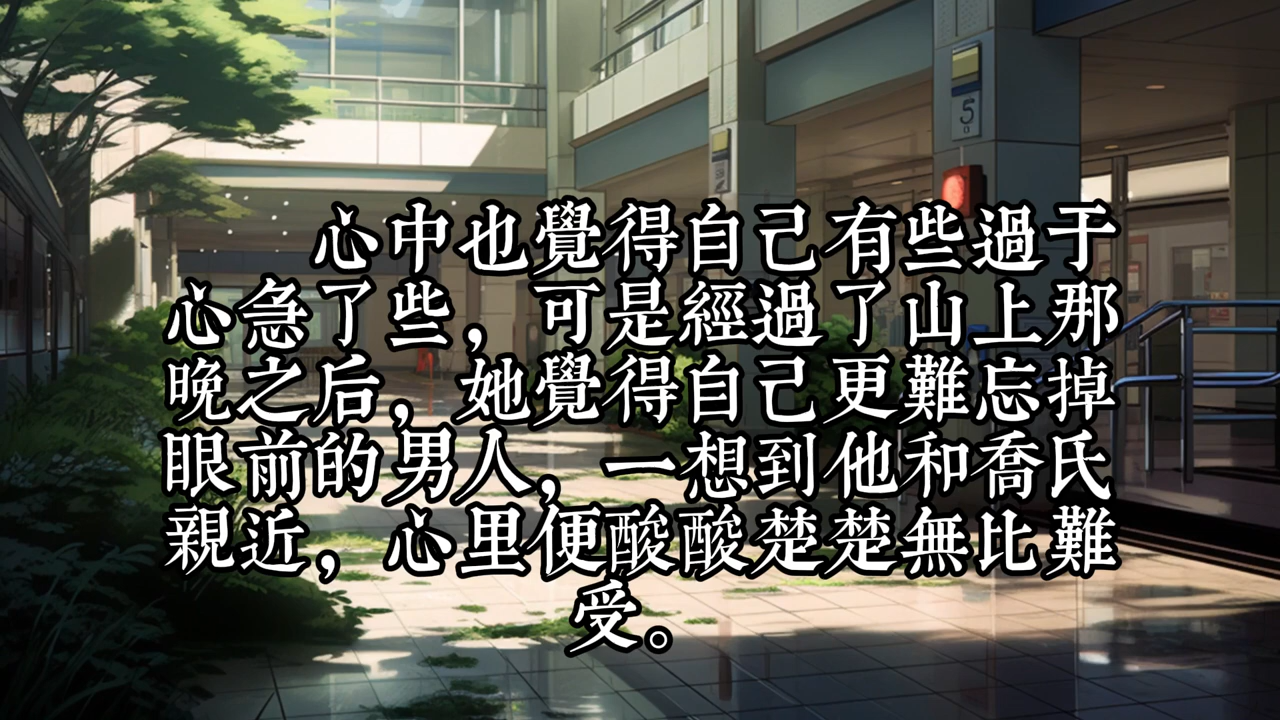 5
心中也覺得自己有些過于
心急了些，可是經過了山上那
晚之后，她覺得自己更難忘掉
眼前的男人，一想到他和喬氏
親近，心里便酸酸楚楚無比難
受。